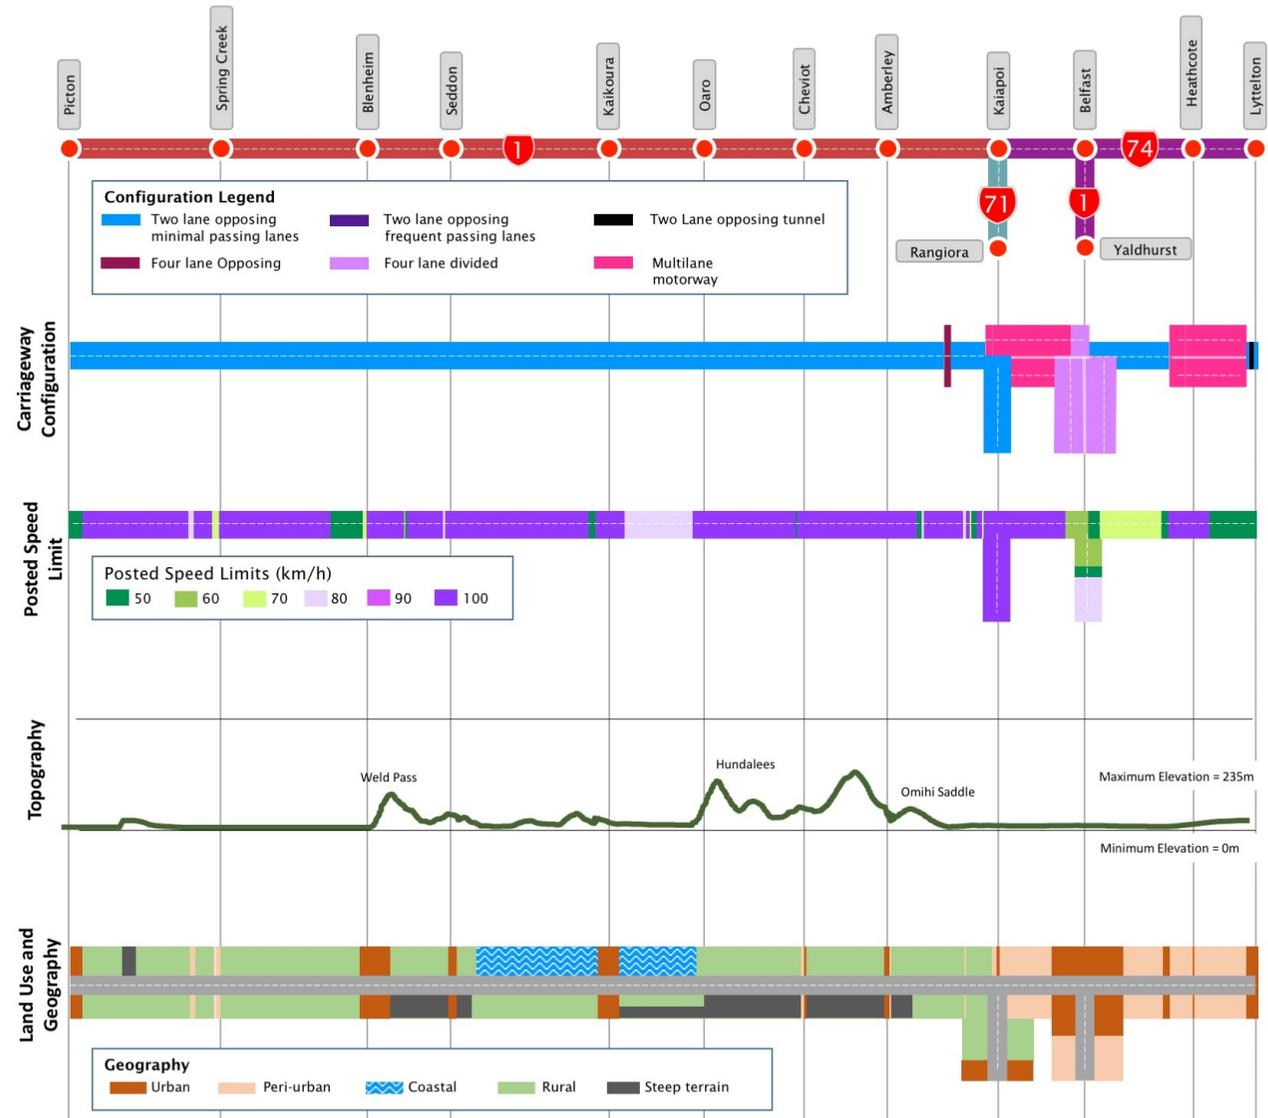 Picton
Spring Creek
Blenheim
Seddon
Kaikoura
Oaro
Cheviot
Amberley
Kaiapoi
Belfast
Heathcote
Lyttelton
1
74
71
1
Rangiora
Yaldhurst
Configuration Legend
Two lane opposing
minimal passing lanes
Two lane opposing
frequent passing lanes
Two Lane opposing tunnel
Four lane Opposing
Four lane divided
Multilane
motorway
Carriageway
Configuration
Posted Speed
Limit
Posted Speed Limits (km/h)
50
60
70
80
90
100
Topography
Weld Pass
Hundalees
Omihi Saddle
Maximum Elevation = 235m
Minimum Elevation = 0m
Land Use and
Geography
Geography
Urban
Peri-urban
Coastal
Rural
Steep terrain